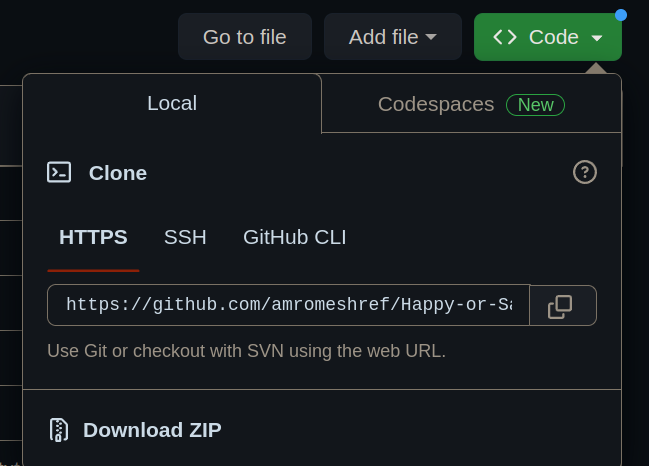 Go to file Add file Code
Local Codespaces New
Clone
HTTPS SSH GitHub CLI
https://github.com/amromeshref/Happy-or-Sa
Use Git or checkout with SVN using the web URL.
Download ZIP